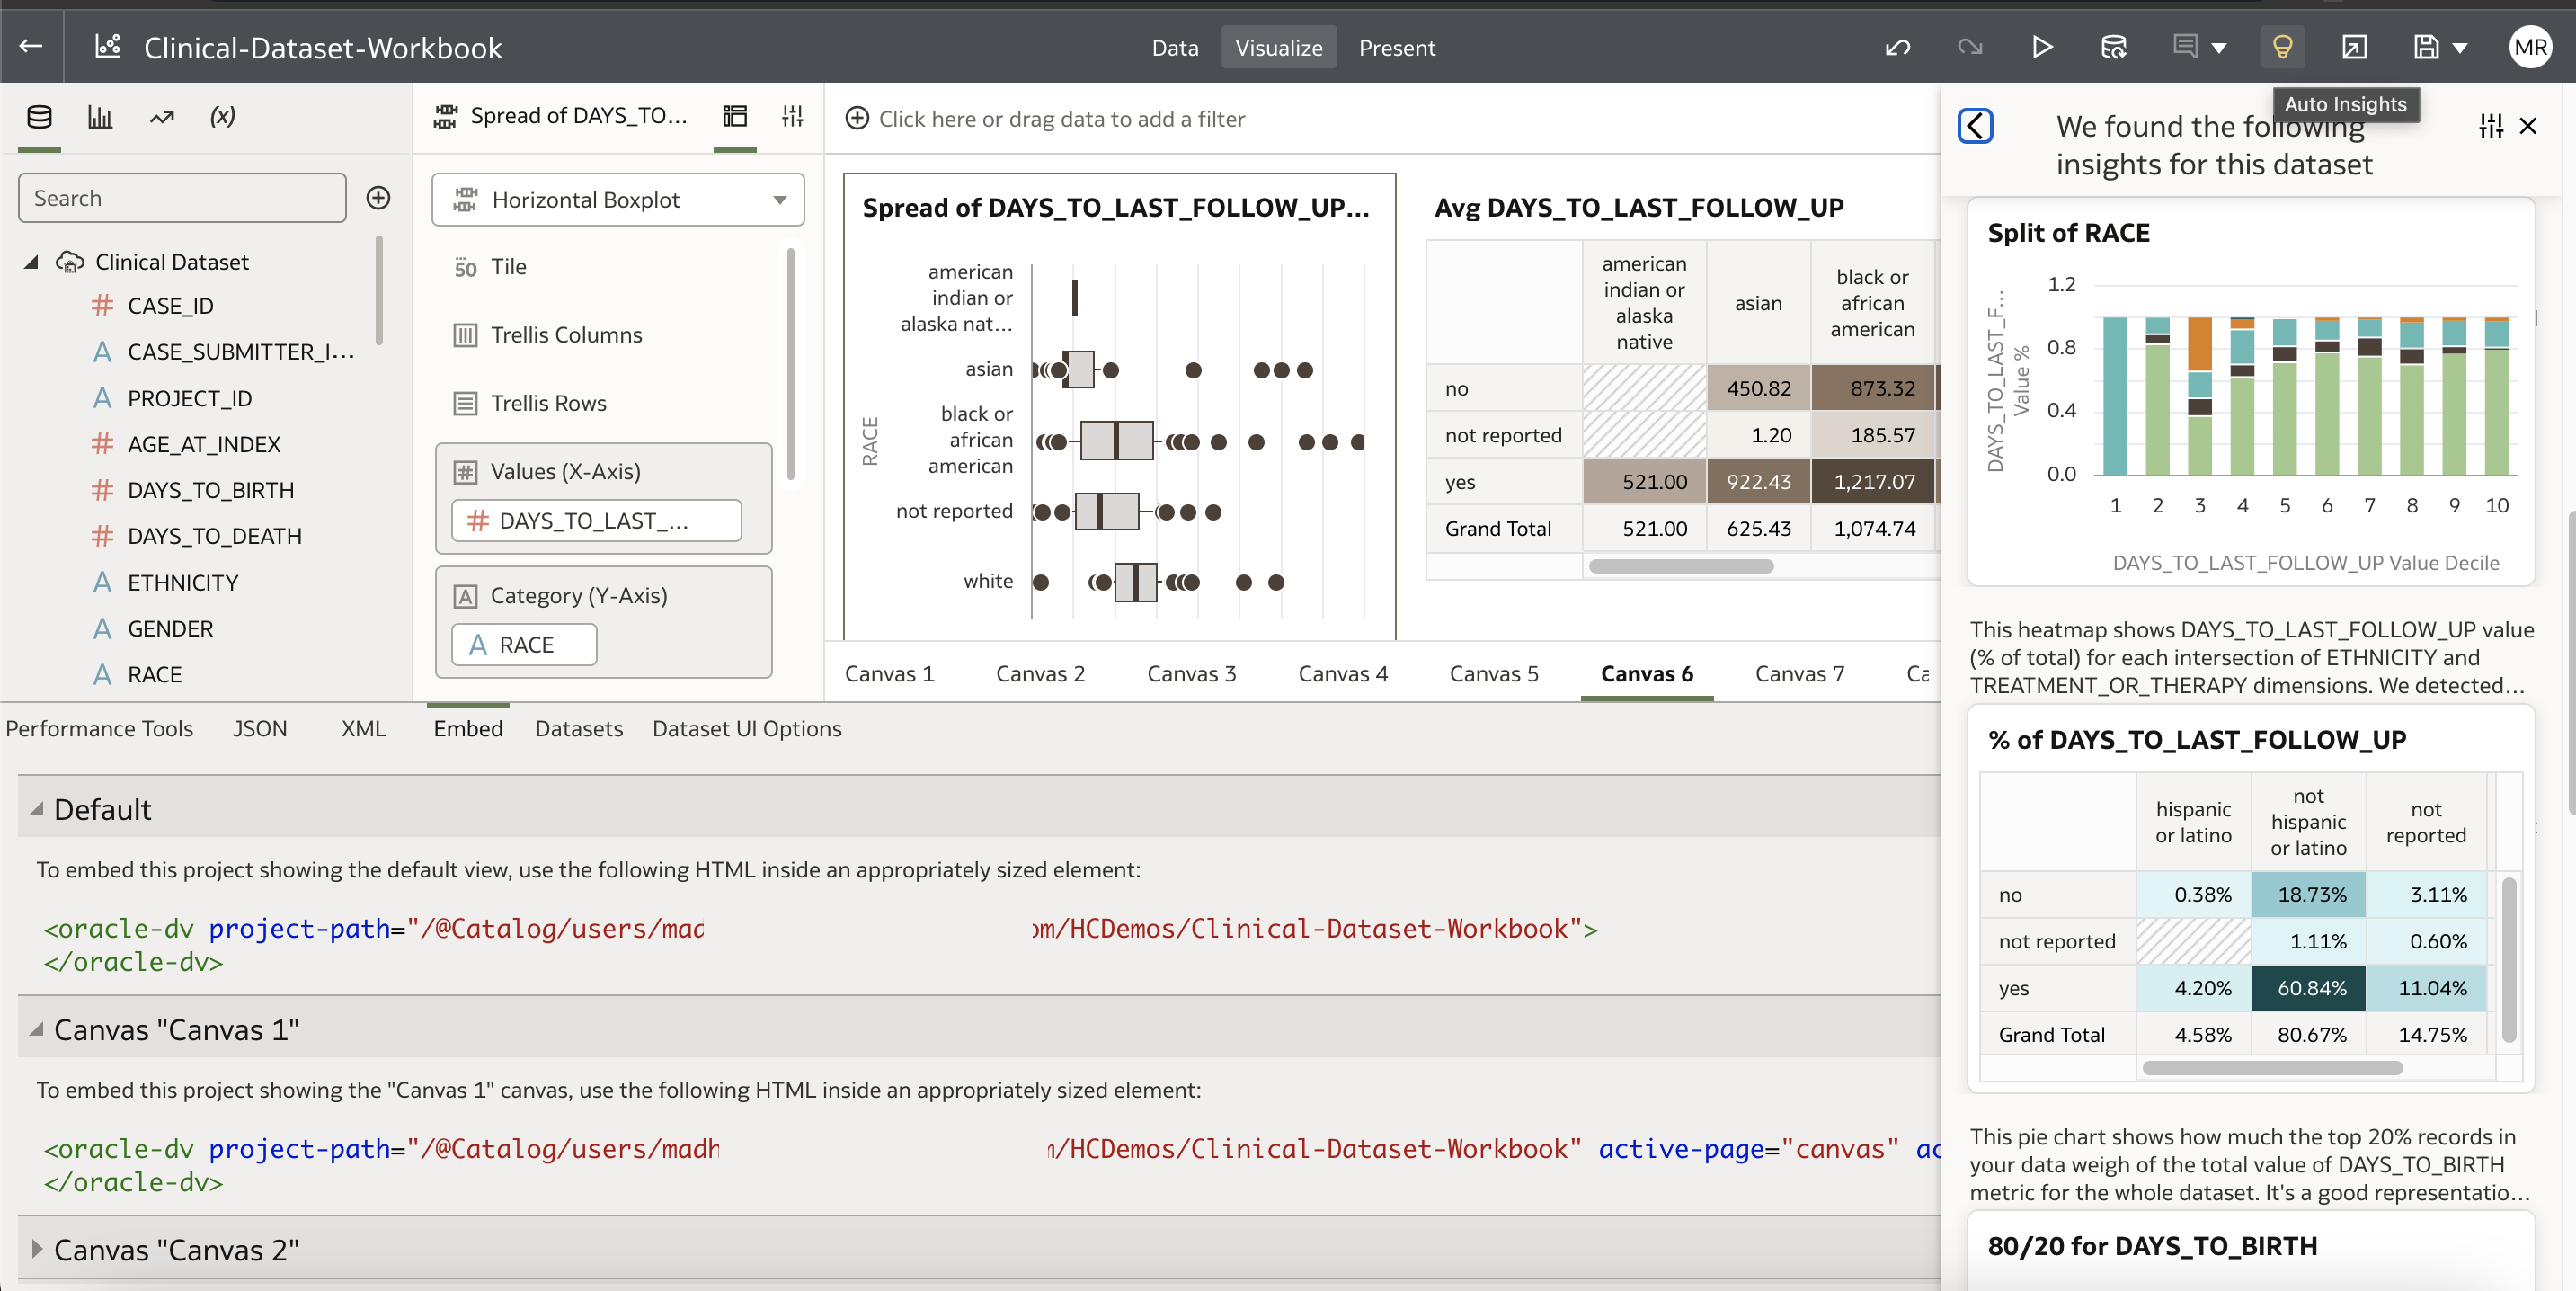 Clinical-Dataset-Workbook
Data
Visualize
Present
MR
Auto Insights
Search
Clinical Dataset
CASE_ID
CASE_SUBMITTER_I...
PROJECT_ID
AGE_AT_INDEX
DAYS_TO_BIRTH
DAYS_TO_DEATH
ETHNICITY
GENDER
RACE
Spread of DAYS_TO...
Horizontal Boxplot
Tile
Trellis Columns
Trellis Rows
Values (X-Axis)
DAYS_TO_LAST_...
Category (Y-Axis)
RACE
Click here or drag data to add a filter
Spread of DAYS_TO_LAST_FOLLOW_UP...
RACE
american
indian or
alaska nat...
asian
black or
african
american
not reported
white
Avg DAYS_TO_LAST_FOLLOW_UP
american
indian or
alaska
native
asian
black or
african
american
no 450.82 873.32
not reported 1.20 185.57
yes 521.00 922.43 1,217.07
Grand Total 521.00 625.43 1,074.74
Canvas 1
Canvas 2
Canvas 3
Canvas 4
Canvas 5
Canvas 6
Canvas 7
Ca
Performance Tools
JSON
XML
Embed
Datasets
Dataset UI Options
Default
To embed this project showing the default view, use the following HTML inside an appropriately sized element:
<oracle-dv project-path="/@Catalog/users/mad om/HCDemos/Clinical-Dataset-Workbook">
</oracle-dv>
Canvas "Canvas 1"
To embed this project showing the "Canvas 1" canvas, use the following HTML inside an appropriately sized element:
<oracle-dv project-path="/@Catalog/users/madh /HCDemos/Clinical-Dataset-Workbook" active-page="canvas" ac
</oracle-dv>
Canvas "Canvas 2"
We found the following
insights for this dataset
Split of RACE
DAYS_TO_LAST_F...
Value %
1.2
0.8
0.4
0.0
1 2 3 4 5 6 7 8 9 10
DAYS_TO_LAST_FOLLOW_UP Value Decile
This heatmap shows DAYS_TO_LAST_FOLLOW_UP value
(% of total) for each intersection of ETHNICITY and
TREATMENT_OR_THERAPY dimensions. We detected...
% of DAYS_TO_LAST_FOLLOW_UP
hispanic
or latino
not
hispanic
or latino
not
reported
no 0.38% 18.73% 3.11%
not reported 1.11% 0.60%
yes 4.20% 60.84% 11.04%
Grand Total 4.58% 80.67% 14.75%
This pie chart shows how much the top 20% records in
your data weigh of the total value of DAYS_TO_BIRTH
metric for the whole dataset. It's a good representatio...
80/20 for DAYS_TO_BIRTH